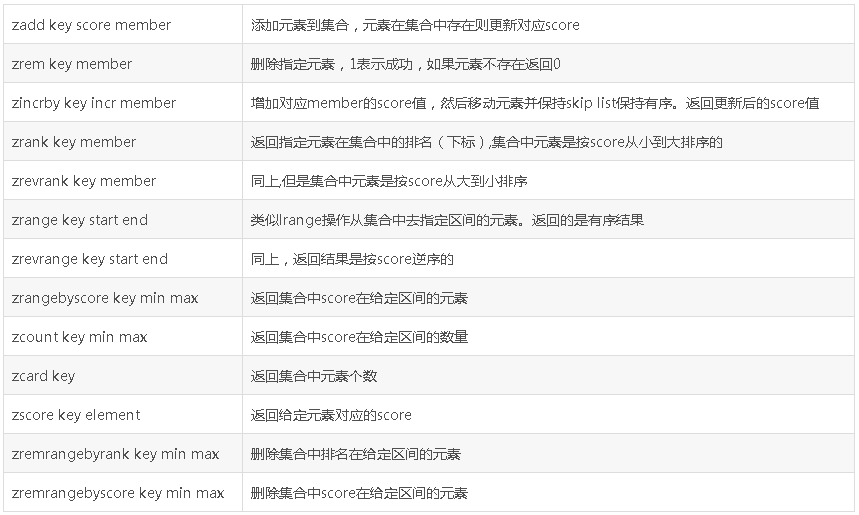 zadd key score member 添加元素到集合，元素在集合中存在则更新对应score
zrem key member 删除指定元素，1表示成功，如果元素不存在返回0
zincrby key incr member 增加对应member的score值，然后移动元素并保持skip list保持有序。返回更新后的score值
zrank key member 返回指定元素在集合中的排名（下标）,集合中元素是按score从小到大排序的
zrevrank key member 同上,但是集合中元素是按score从大到小排序
zrange key start end 类似lrange操作从集合中去指定区间的元素。返回的是有序结果
zrevrange key start end 同上，返回结果是按score逆序的
zrangebyscore key min max 返回集合中score在给定区间的元素
zcount key min max 返回集合中score在给定区间的数量
zcard key 返回集合中元素个数
zscore key element 返回给定元素对应的score
zremrangebyrank key min max 删除集合中排名在给定区间的元素
zremrangebyscore key min max 删除集合中score在给定区间的元素